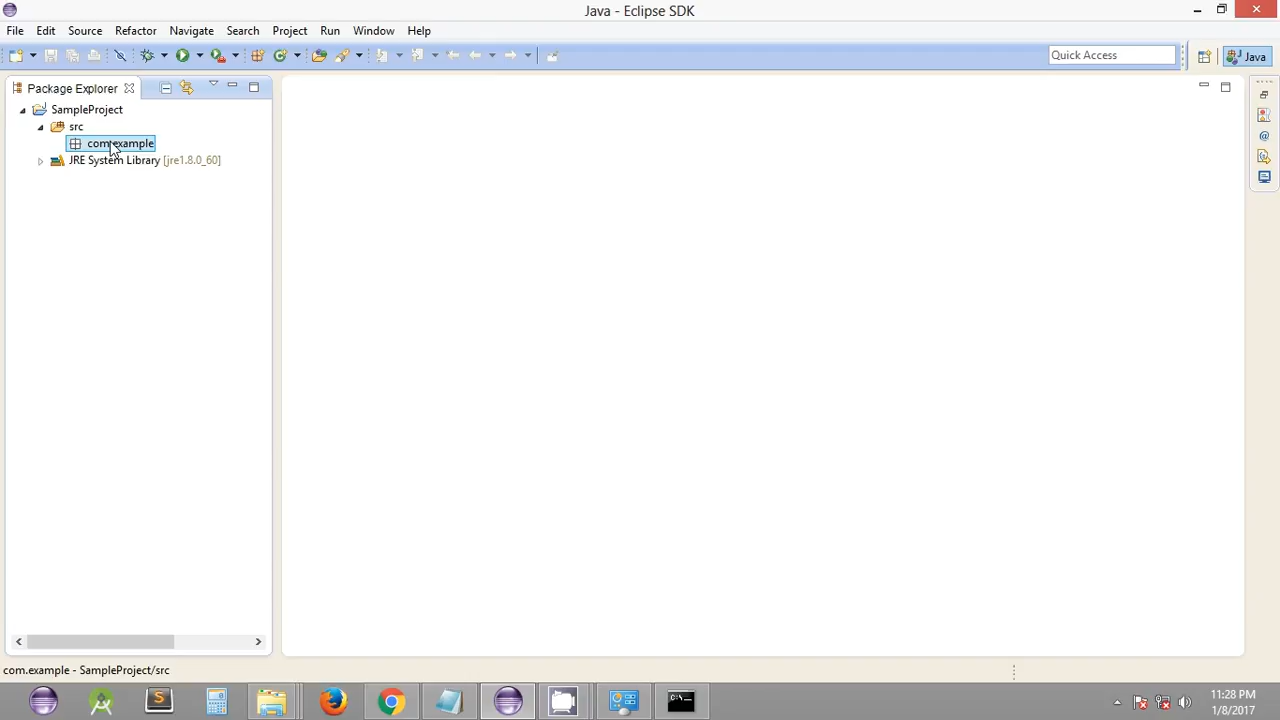 Java - Eclipse SDK
File Edit Source Refactor Navigate Search Project Run Window Help
Quick Access
Java
Package Explorer
SampleProject
src
com.example
JRE System Library [jre1.8.0_60]
com.example - SampleProject/src
11:28 PM
1/8/2017